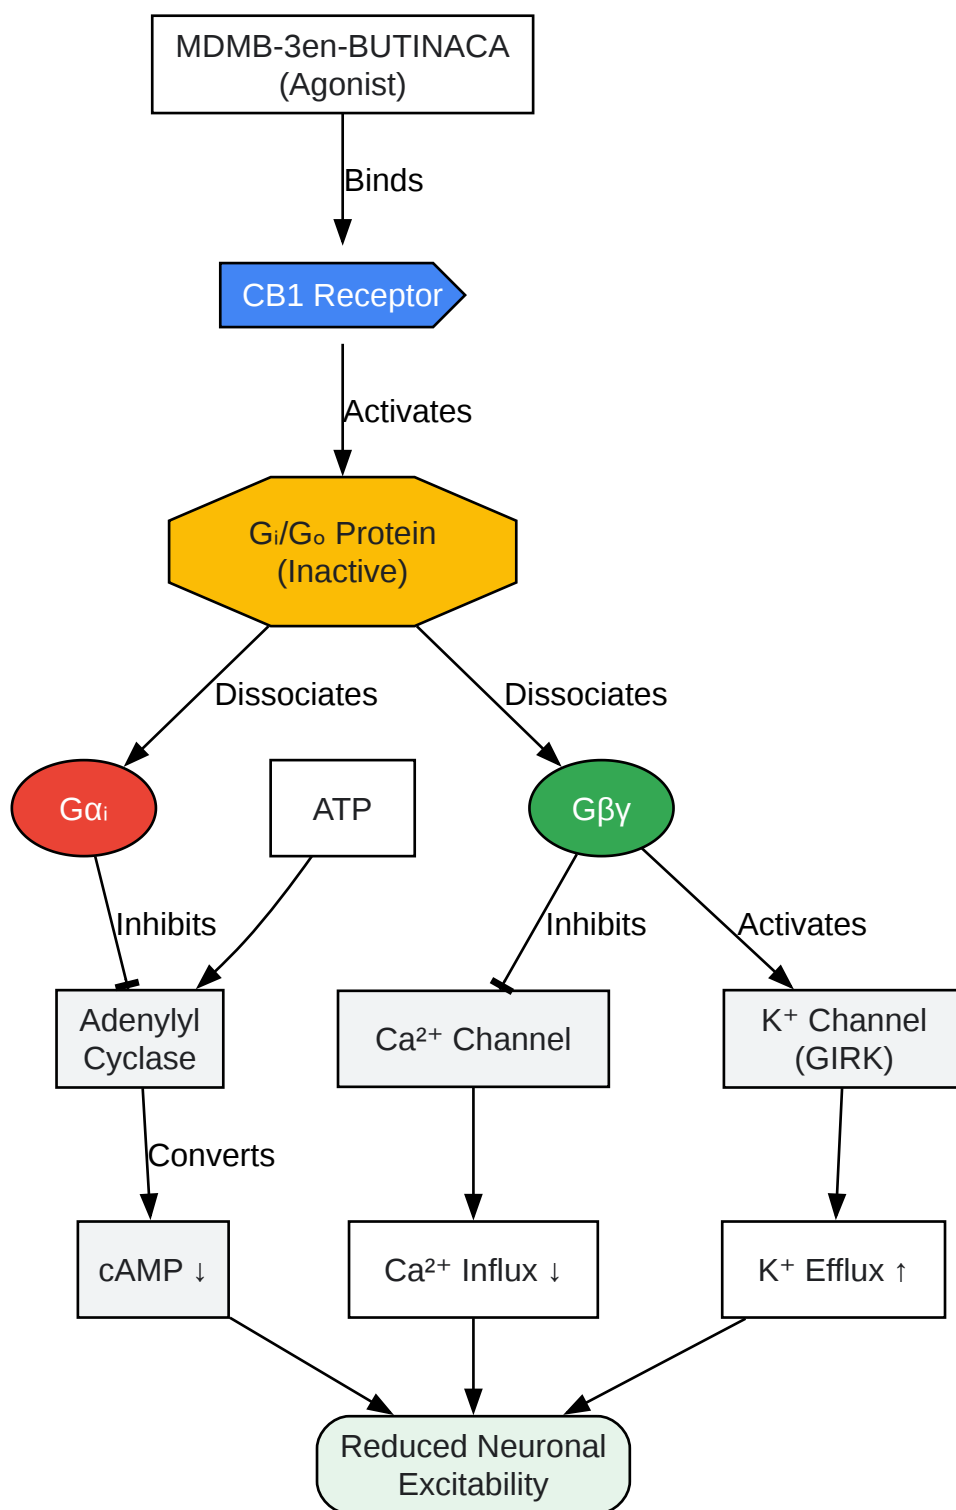 MDMB-3en-BUTINACA
(Agonist)
Binds
CB1 Receptor
Activates
Gᵢ/Gₒ Protein
(Inactive)
Dissociates
Dissociates
Gαᵢ
ATP
Gβγ
Inhibits
Inhibits
Activates
Adenylyl
Cyclase
Ca²⁺ Channel
K⁺ Channel
(GIRK)
Converts
cAMP ↓
Ca²⁺ Influx ↓
K⁺ Efflux ↑
Reduced Neuronal
Excitability